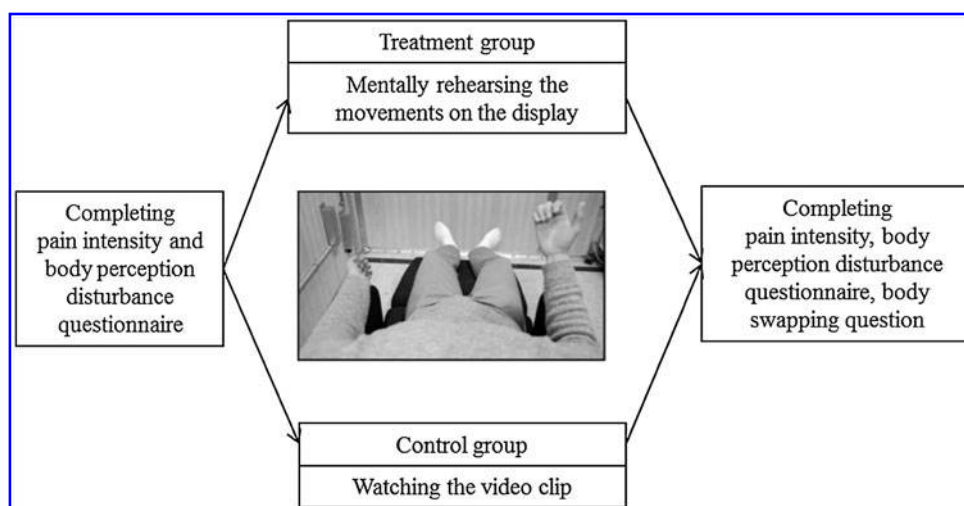 Treatment group
Mentally rehearsing the
movements on the display
Completing
pain intensity and
body perception
disturbance
questionnaire
Completing
pain intensity, body
perception disturbance
questionnaire, body
swapping question
Control group
Watching the video clip